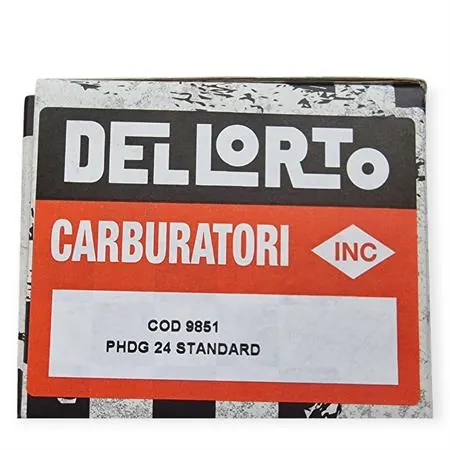 DELLORTO
CARBURATORI
INC
COD 9851
PHDG 24 STANDARD